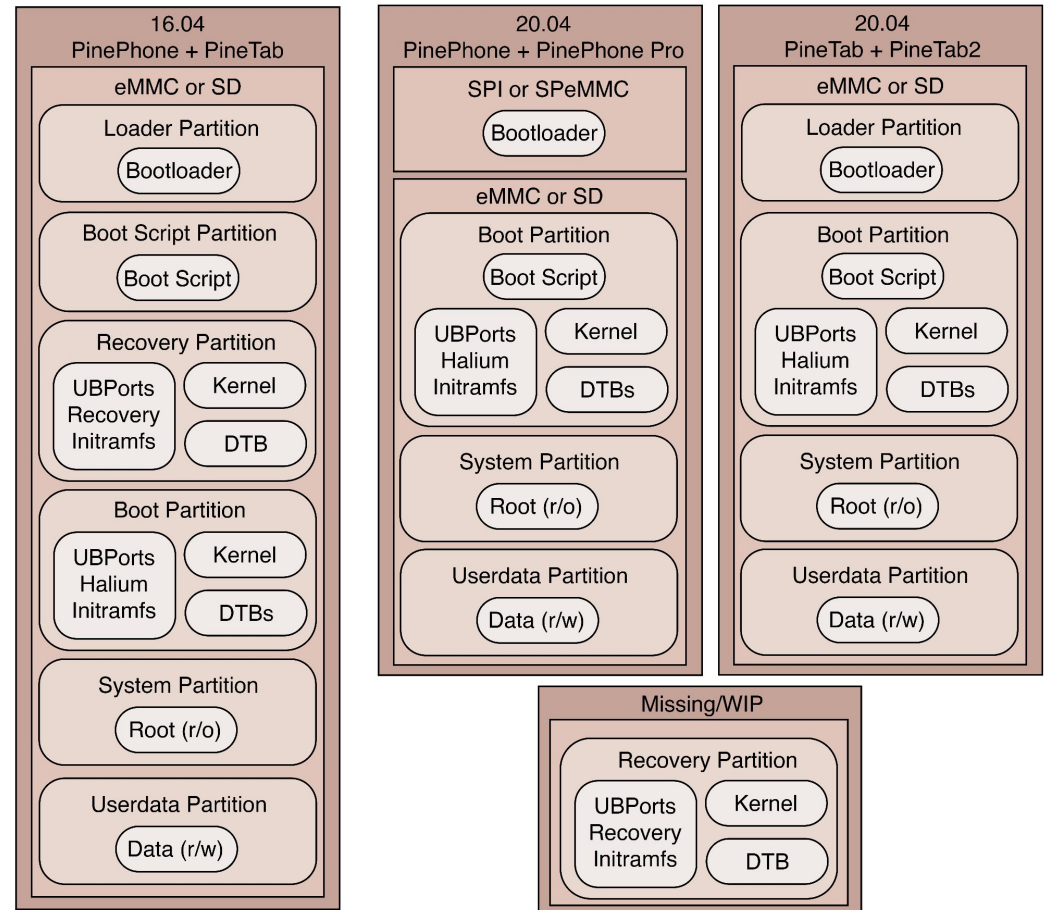 16.04
PinePhone + PineTab
eMMC or SD
Loader Partition
Bootloader
Boot Script Partition
Boot Script
Recovery Partition
UBPorts
Recovery
Initramfs
Kernel
DTB
Boot Partition
UBPorts
Halium
Initramfs
Kernel
DTBs
System Partition
Root (r/o)
Userdata Partition
Data (r/w)
20.04
PinePhone + PinePhone Pro
SPI or SPeMMC
Bootloader
eMMC or SD
Boot Partition
Boot Script
UBPorts
Halium
Initramfs
Kernel
DTBs
System Partition
Root (r/o)
Userdata Partition
Data (r/w)
20.04
PineTab + PineTab2
eMMC or SD
Loader Partition
Bootloader
Boot Partition
Boot Script
UBPorts
Halium
Initramfs
Kernel
DTBs
System Partition
Root (r/o)
Userdata Partition
Data (r/w)
Missing/WIP
Recovery Partition
UBPorts
Recovery
Initramfs
Kernel
DTB